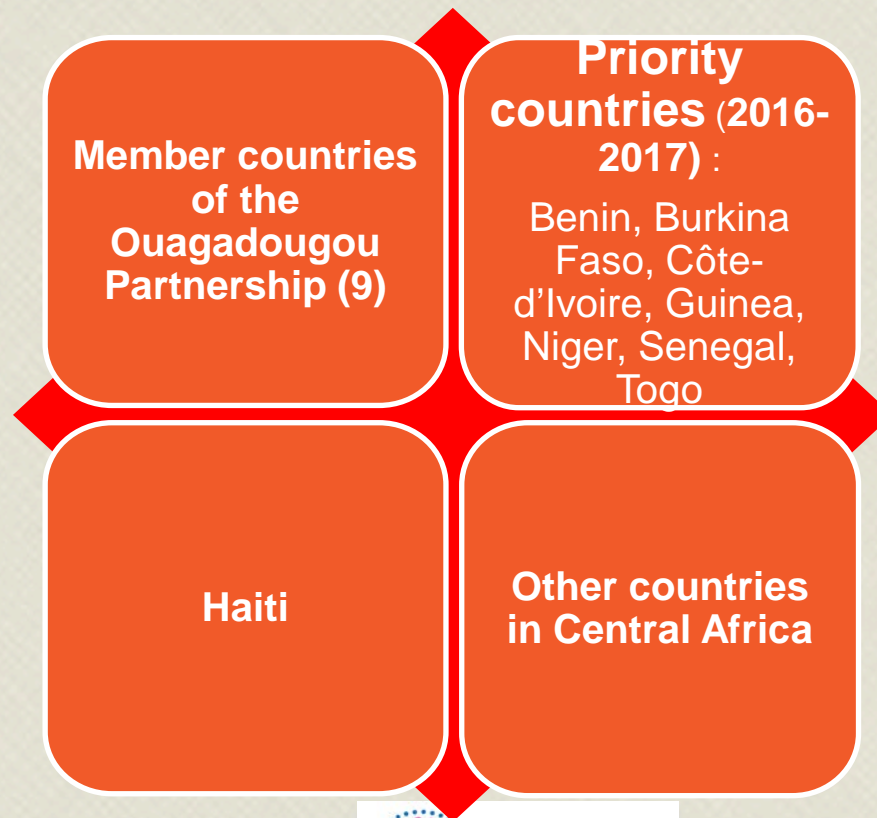 Member countries
of the
Ouagadougou
Partnership (9)
Priority
countries (2016-
2017) :
Benin, Burkina
Faso, Côte-
d’Ivoire, Guinea,
Niger, Senegal,
Togo
Haiti
Other countries
in Central Africa